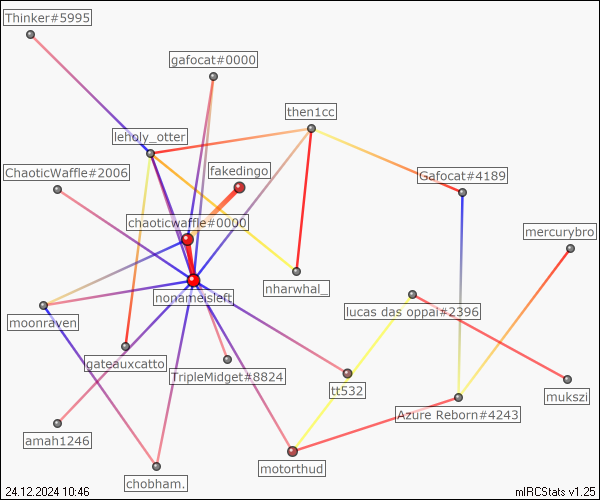 Thinker#5995
gafocat#0000
then1cc
leholy_otter
ChaoticWaffle#2006
fakedingo
Gafocat#4189
chaoticwaffle#0000
mercurybro
nharwhal_
nonameisleft
lucas das oppai#2396
moonraven
gateauxcatto
TripleMidget#8824
tt532
mukszi
Azure Reborn#4243
amah1246
motorthud
chobham.
24.12.2024 10:46
mIRCStats v1.25